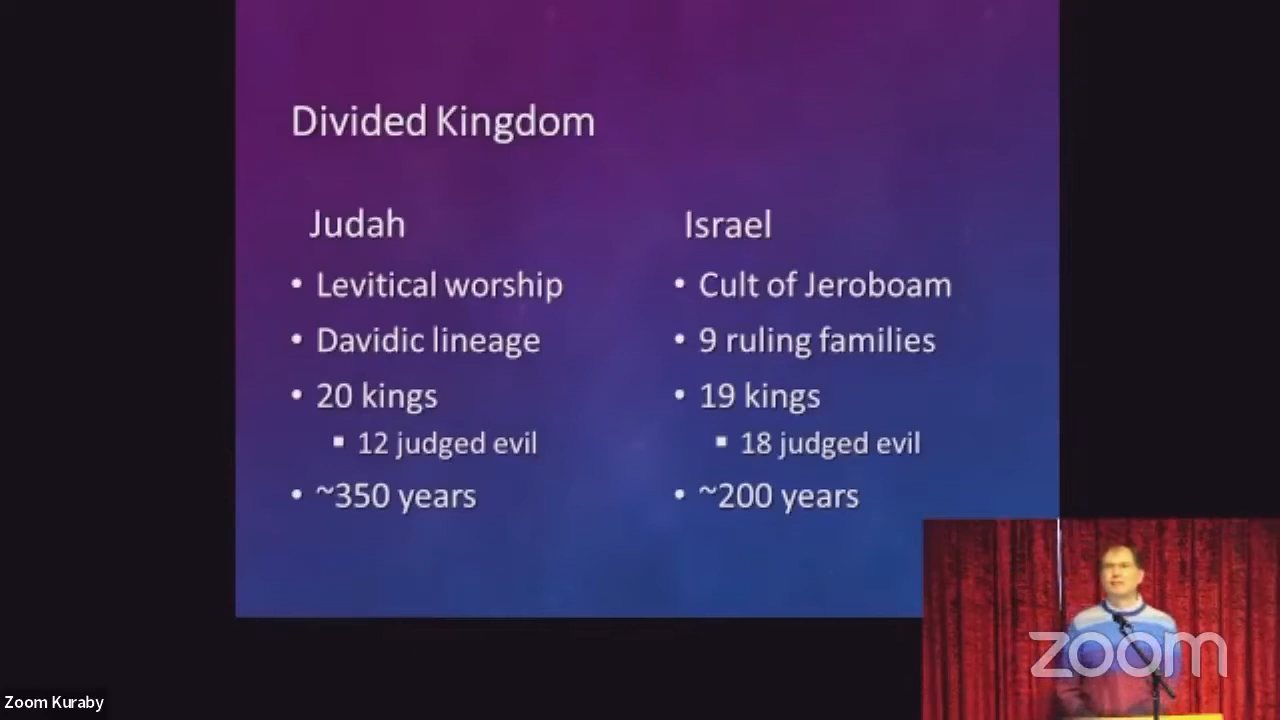 Divided Kingdom
Judah
• Levitical worship
• Davidic lineage
• 20 kings
▪ 12 judged evil
• ~350 years
Israel
• Cult of Jeroboam
• 9 ruling families
• 19 kings
▪ 18 judged evil
• ~200 years
zoom
Zoom Kuraby